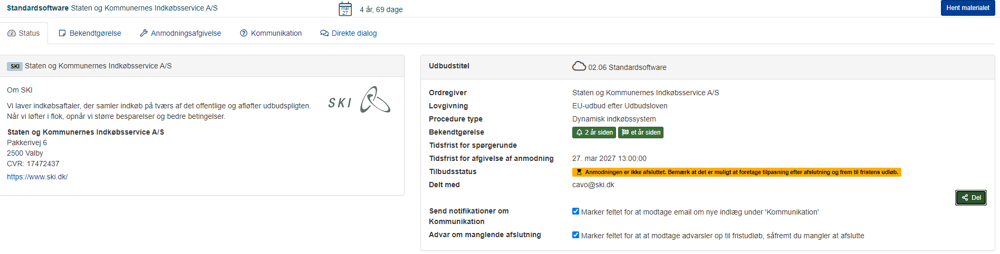 Standardsoftware Staten og Kommunernes Indkøbsservice A/S
mar
27
4 år, 69 dage
Hent materialet
Status
Bekendtgørelse
Anmodningsafgivelse
Kommunikation
Direkte dialog
SKI Staten og Kommunernes Indkøbsservice A/S
Om SKI
Vi laver indkøbsaftaler, der samler indkøb på tværs af det offentlige og afløfter udbudspligten.
Når vi løfter i flok, opnår vi større besparelser og bedre betingelser.
SKI
Staten og Kommunernes Indkøbsservice A/S
Pakkerivej 6
2500 Valby
CVR: 17472437
https://www.ski.dk/
Udbudstitel 02.06 Standardsoftware
Ordregiver Staten og Kommunernes Indkøbsservice A/S
Lovgivning EU-udbud efter Udbudsloven
Procedure type Dynamisk indkøbssystem
Bekendtgørelse 2 år siden et år siden
Tidsfrist for spørgerunde
Tidsfrist for afgivelse af anmodning 27. mar 2027 13:00:00
Tilbudsstatus Anmodningen er ikke afsluttet. Bemærk at det er muligt at foretage tilpasning efter afslutning og frem til fristens udløb.
Delt med cavo@ski.dk
Del
Send notifikationer om
Kommunikation
Marker feltet for at modtage email om nye indlæg under 'Kommunikation'
Advar om manglende afslutning Marker feltet for at at modtage advarsler op til fristudløb, såfremt du mangler at afslutte